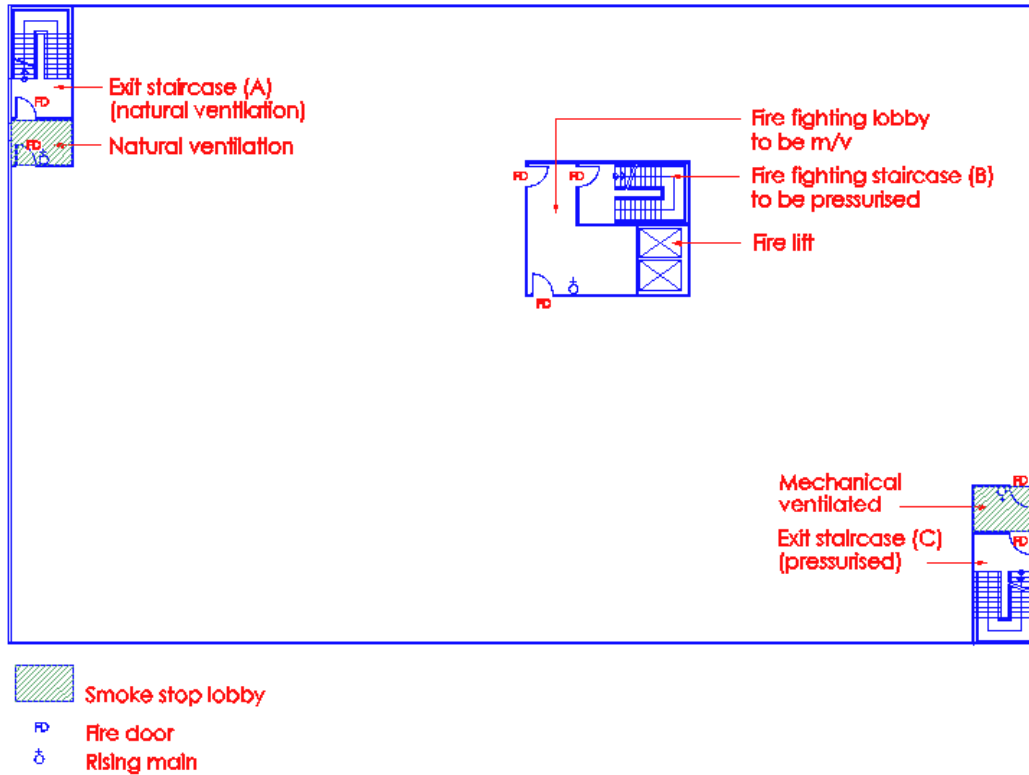 Exit staircase (A)
(natural ventilation)
FD
FD
Natural ventilation
Fire fighting lobby
to be m/v
FD
FD
Fire fighting staircase (B)
to be pressurised
Fire lift
FD
Mechanical
ventilated
FD
Exit staircase (C)
(pressurised)
FD
Smoke stop lobby
FD
Fire door
Rising main